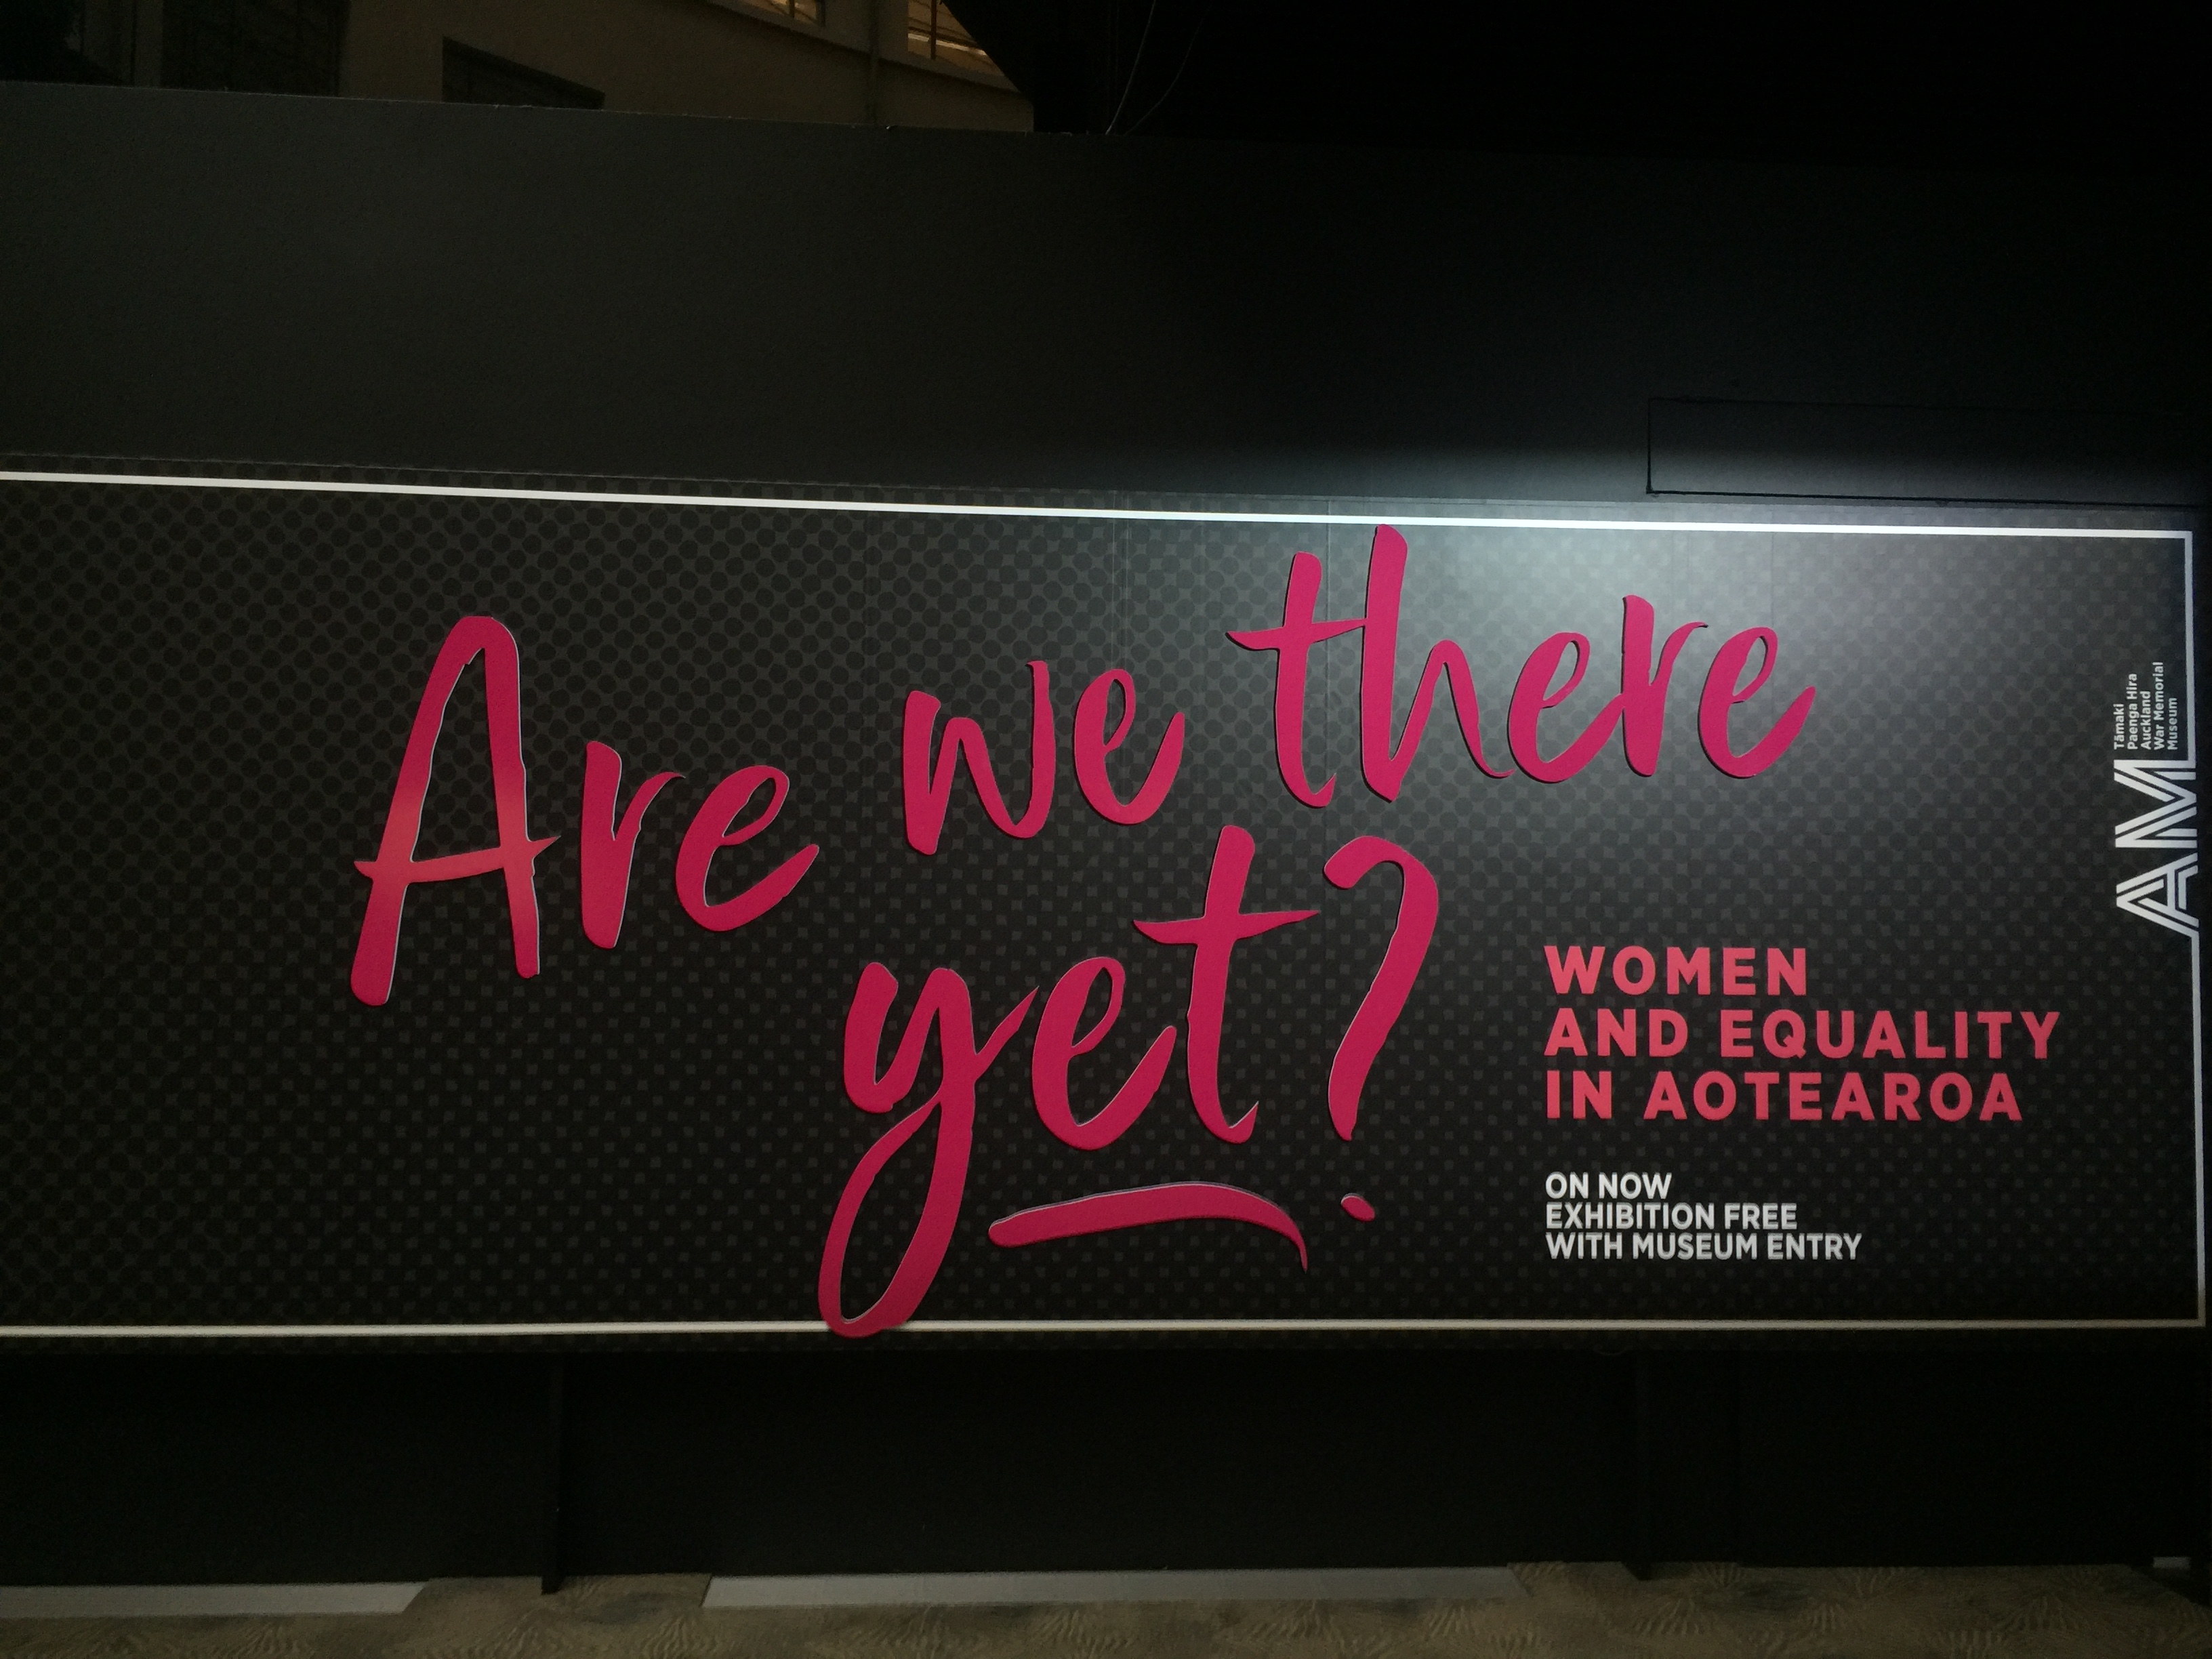 Are we there
yet?
WOMEN
AND EQUALITY
IN AOTEAROA
ON NOW
EXHIBITION FREE
WITH MUSEUM ENTRY
AM
Tāmaki
Paenga Hira
Auckland
War Memorial
Museum